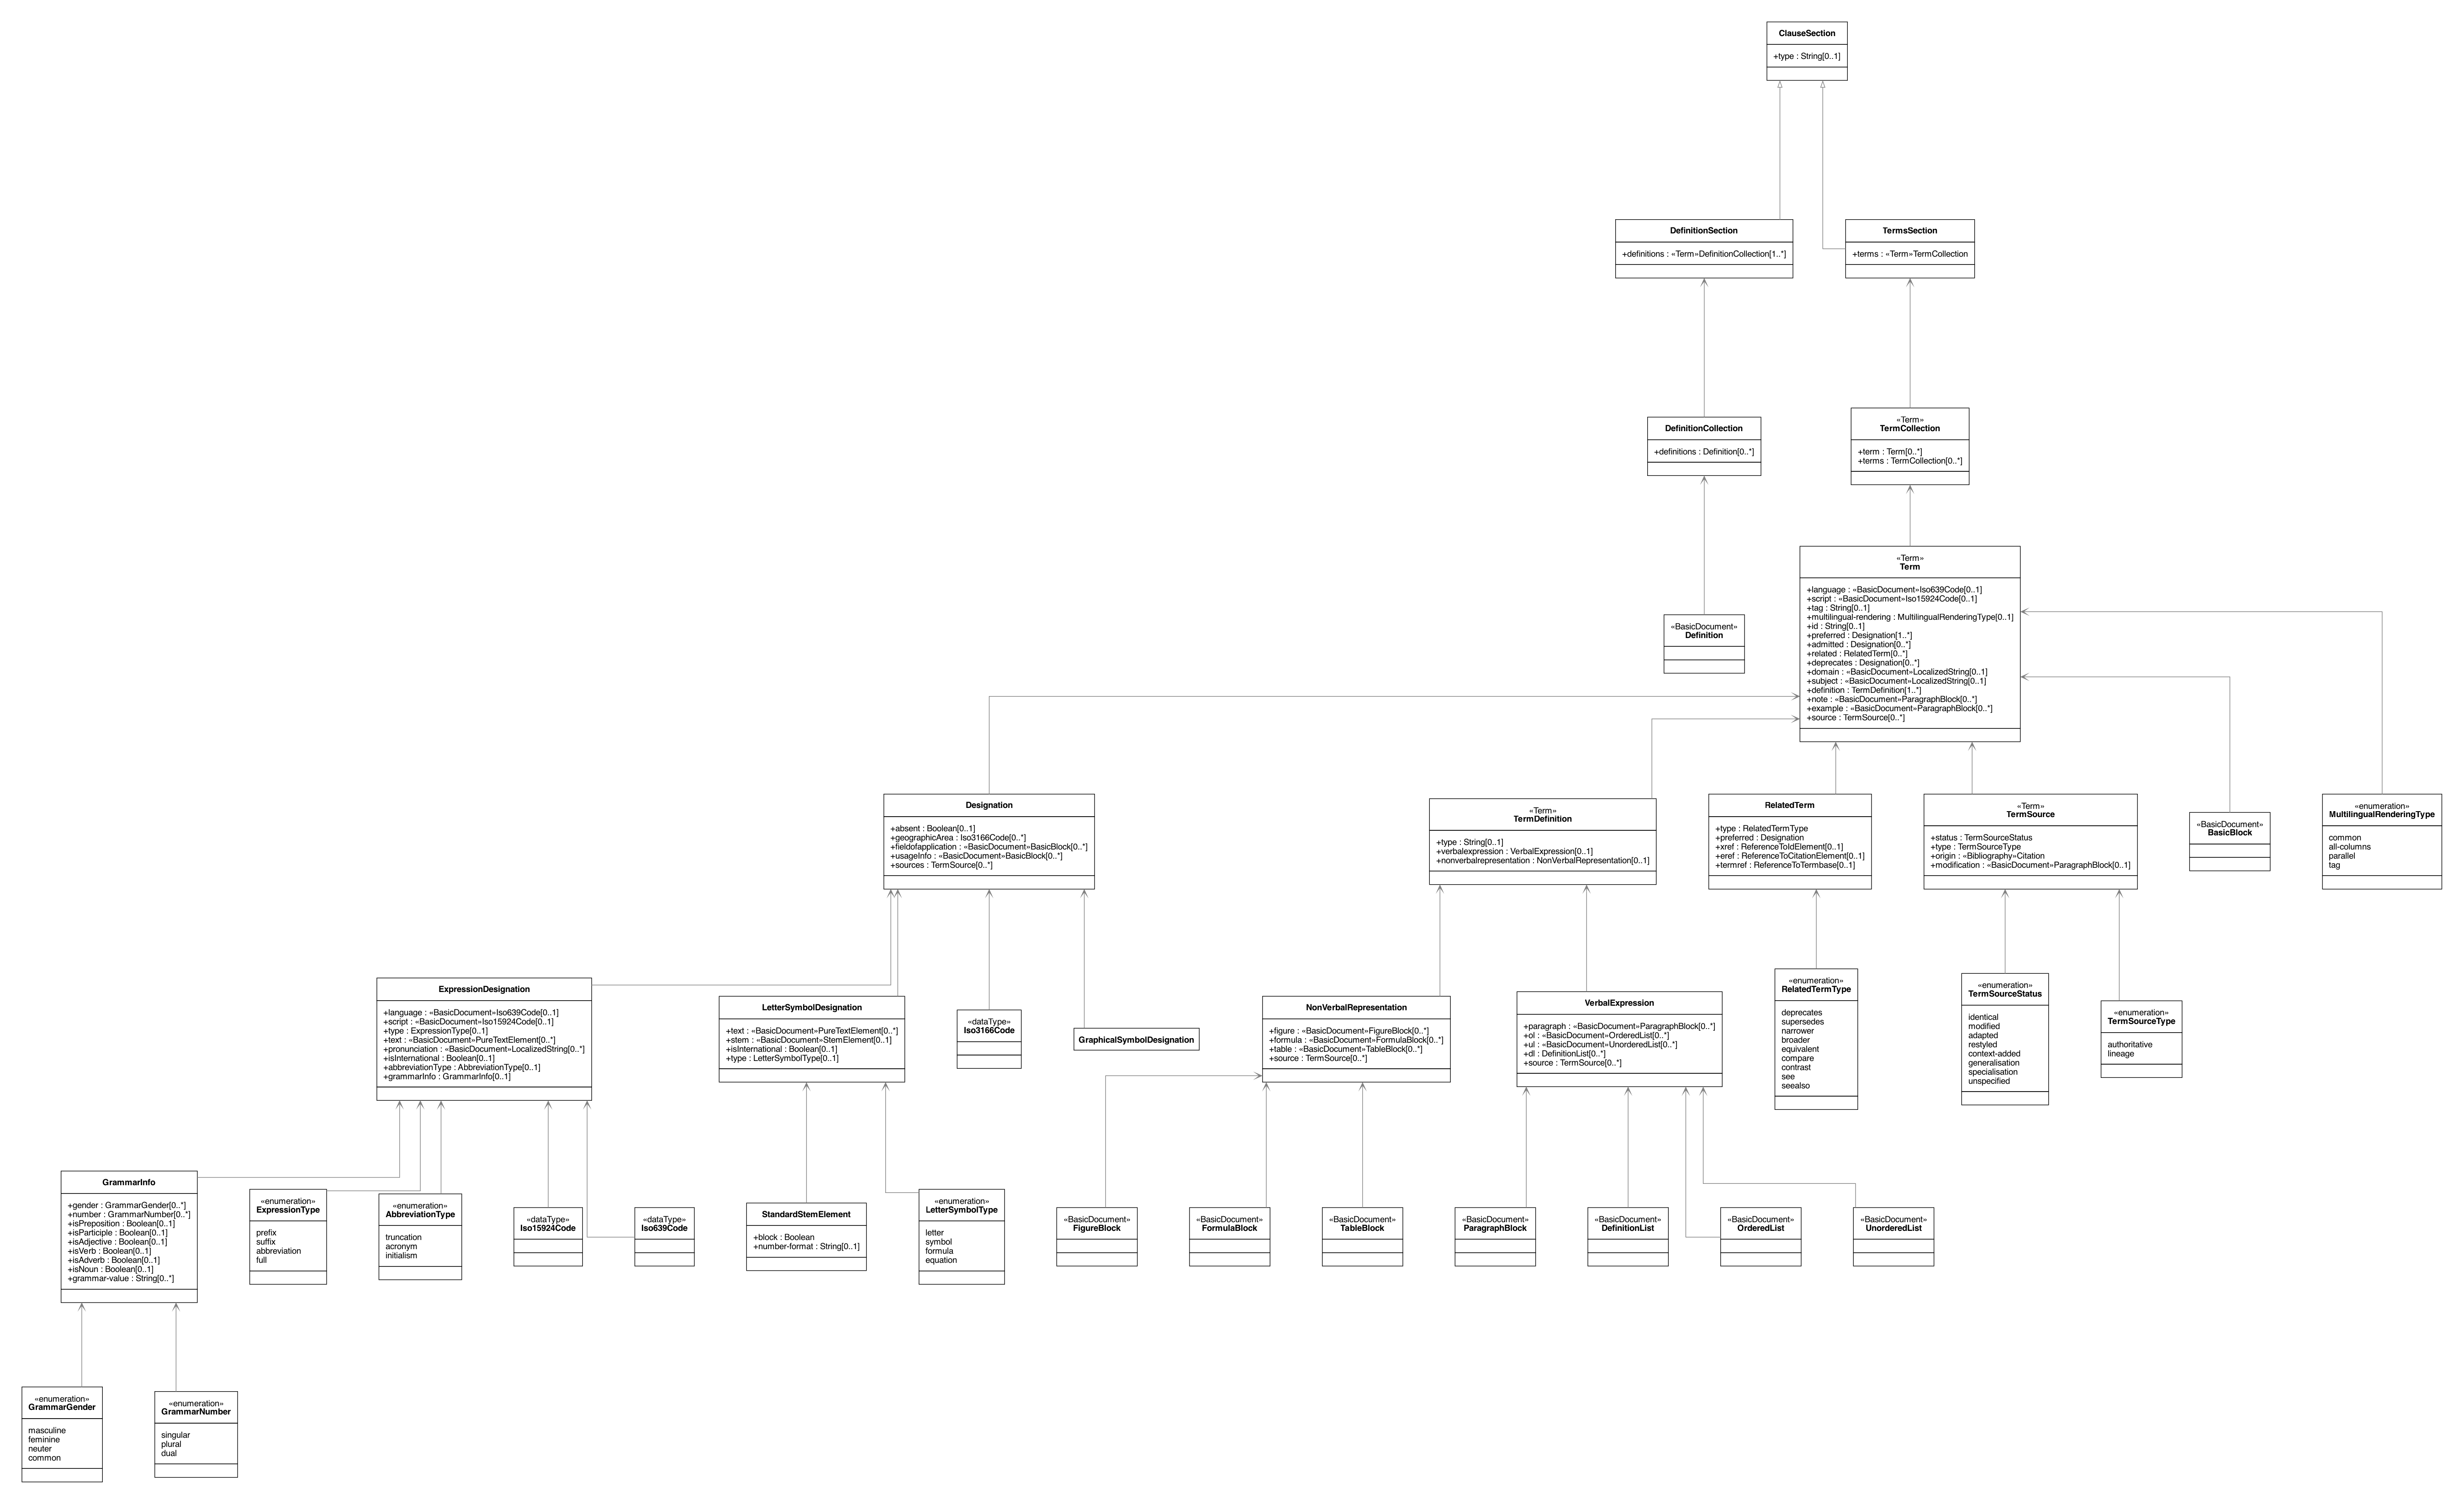 ClauseSection
+type : String[0..1]
DefinitionSection
+definitions : «Term»DefinitionCollection[1..*]
TermsSection
+terms : «Term»TermCollection
DefinitionCollection
+definitions : Definition[0..*]
«Term»
TermCollection
+term : Term[0..*]
+terms : TermCollection[0..*]
«BasicDocument»
Definition
«Term»
Term
+language : «BasicDocument»Iso639Code[0..1]
+script : «BasicDocument»Iso15924Code[0..1]
+tag : String[0..1]
+multilingual-rendering : MultilingualRenderingType[0..1]
+id : String[0..1]
+preferred : Designation[1..*]
+admitted : Designation[0..*]
+related : RelatedTerm[0..*]
+deprecates : Designation[0..*]
+domain : «BasicDocument»LocalizedString[0..1]
+subject : «BasicDocument»LocalizedString[0..1]
+definition : TermDefinition[1..*]
+note : «BasicDocument»ParagraphBlock[0..*]
+example : «BasicDocument»ParagraphBlock[0..*]
+source : TermSource[0..*]
Designation
+absent : Boolean[0..1]
+geographicArea : Iso3166Code[0..*]
+fieldofapplication : «BasicDocument»BasicBlock[0..*]
+usageInfo : «BasicDocument»BasicBlock[0..*]
+sources : TermSource[0..*]
«Term»
TermDefinition
+type : String[0..1]
+verbalexpression : VerbalExpression[0..1]
+nonverbalrepresentation : NonVerbalRepresentation[0..1]
RelatedTerm
+type : RelatedTermType
+preferred : Designation
+xref : ReferenceToIdElement[0..1]
+eref : ReferenceToCitationElement[0..1]
+termref : ReferenceToTermbase[0..1]
«Term»
TermSource
+status : TermSourceStatus
+type : TermSourceType
+origin : «Bibliography»Citation
+modification : «BasicDocument»ParagraphBlock[0..1]
«BasicDocument»
BasicBlock
«enumeration»
MultilingualRenderingType
common
all-columns
parallel
tag
ExpressionDesignation
+language : «BasicDocument»Iso639Code[0..1]
+script : «BasicDocument»Iso15924Code[0..1]
+type : ExpressionType[0..1]
+text : «BasicDocument»PureTextElement[0..*]
+pronunciation : «BasicDocument»LocalizedString[0..*]
+isInternational : Boolean[0..1]
+abbreviationType : AbbreviationType[0..1]
+grammarInfo : GrammarInfo[0..1]
LetterSymbolDesignation
+text : «BasicDocument»PureTextElement[0..*]
+stem : «BasicDocument»StemElement[0..1]
+isInternational : Boolean[0..1]
+type : LetterSymbolType[0..1]
«dataType»
Iso3166Code
GraphicalSymbolDesignation
NonVerbalRepresentation
+figure : «BasicDocument»FigureBlock[0..*]
+formula : «BasicDocument»FormulaBlock[0..*]
+table : «BasicDocument»TableBlock[0..*]
+source : TermSource[0..*]
VerbalExpression
+paragraph : «BasicDocument»ParagraphBlock[0..*]
+ol : «BasicDocument»OrderedList[0..*]
+ul : «BasicDocument»UnorderedList[0..*]
+dl : DefinitionList[0..*]
+source : TermSource[0..*]
«enumeration»
RelatedTermType
deprecates
supersedes
narrower
broader
equivalent
compare
contrast
see
seealso
«enumeration»
TermSourceStatus
identical
modified
adapted
restyled
context-added
generalisation
specialisation
unspecified
«enumeration»
TermSourceType
authoritative
lineage
GrammarInfo
+gender : GrammarGender[0..*]
+number : GrammarNumber[0..*]
+isPreposition : Boolean[0..1]
+isParticiple : Boolean[0..1]
+isAdjective : Boolean[0..1]
+isVerb : Boolean[0..1]
+isAdverb : Boolean[0..1]
+isNoun : Boolean[0..1]
+grammar-value : String[0..*]
«enumeration»
ExpressionType
prefix
suffix
abbreviation
full
«enumeration»
AbbreviationType
truncation
acronym
initialism
«dataType»
Iso15924Code
«dataType»
Iso639Code
StandardStemElement
+block : Boolean
+number-format : String[0..1]
«enumeration»
LetterSymbolType
letter
symbol
formula
equation
«BasicDocument»
FigureBlock
«BasicDocument»
FormulaBlock
«BasicDocument»
TableBlock
«BasicDocument»
ParagraphBlock
«BasicDocument»
DefinitionList
«BasicDocument»
OrderedList
«BasicDocument»
UnorderedList
«enumeration»
GrammarGender
masculine
feminine
neuter
common
«enumeration»
GrammarNumber
singular
plural
dual